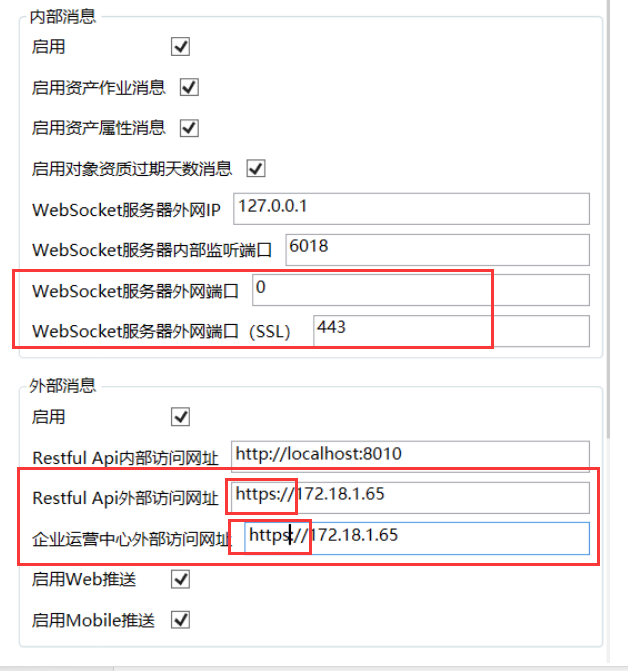 内部消息
启用
启用资产作业消息
启用资产属性消息
启用对象资质过期天数消息
WebSocket服务器外网IP 127.0.0.1
WebSocket服务器内部监听端口 6018
WebSocket服务器外网端口 0
WebSocket服务器外网端口（SSL） 443
外部消息
启用
Restful Api内部访问网址 http://localhost:8010
Restful Api外部访问网址 https://172.18.1.65
企业运营中心外部访问网址 https://172.18.1.65
启用Web推送
启用Mobile推送